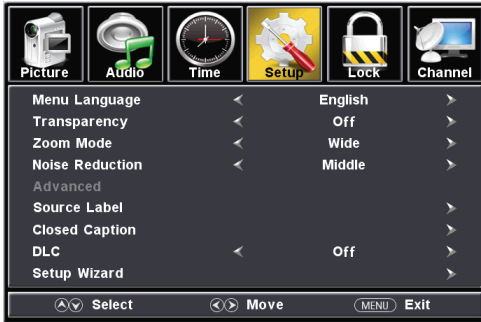 Picture Audio Time Setup Lock Channel
Menu Language English
Transparency Off
Zoom Mode Wide
Noise Reduction Middle
Advanced
Source Label
Closed Caption
DLC Off
Setup Wizard
Select Move MENU Exit